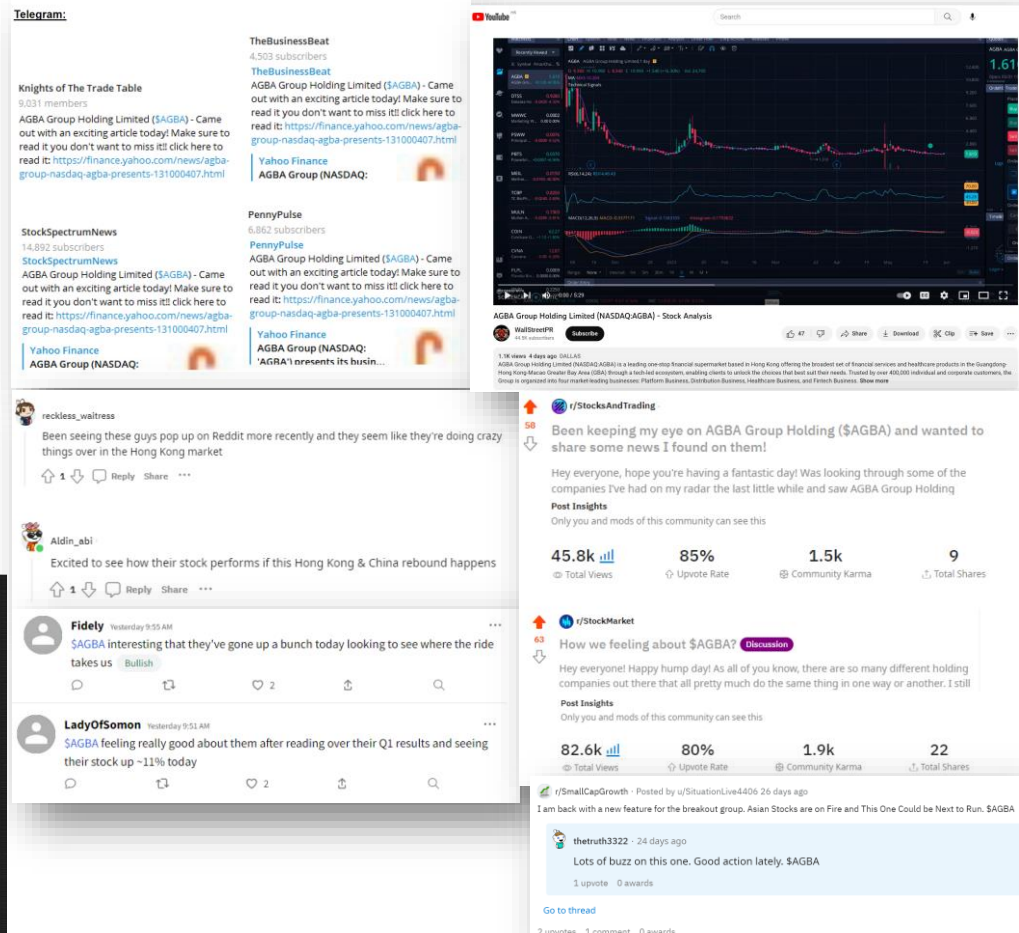 Telegram:
Knights of The Trade Table
9.031 members
AGBA Group Holding Limited ($AGBA) - Came
out with an exciting article today! Make sure to
read it you don't want to miss it!! click here to
read it: https://finance.yahoo.com/news/agba-
group-nasdaq-agba-presents-131000407.html
TheBusinessBeat
4,503 subscribers
TheBusinessBeat
AGBA Group Holding Limited ($AGBA) - Came
out with an exciting article today! Make sure to
read it you don't want to miss it!! click here to
read it: https://finance.yahoo.com/news/agba-
group-nasdaq-agba-presents-131000407.html
Yahoo Finance
AGBA Group (NASDAQ:
StockSpectrumNews
14.892 subscribers
StockSpectrumNews
AGBA Group Holding Limited ($AGBA) - Came
out with an exciting article today! Make sure to
read it you don't want to miss it!! click here to
read it: https://finance.yahoo.com/news/agba-
group-nasdaq-agba-presents-131000407.html
Yahoo Finance
AGBA Group (NASDAQ:
PennyPulse
6,862 subscribers
PennyPulse
AGBA Group Holding Limited ($AGBA) - Came
out with an exciting article today! Make sure to
read it you don't want to miss it!! click here to
read it: https://finance.yahoo.com/news/agba-
group-nasdaq-agba-presents-131000407.html
Yahoo Finance
AGBA Group (NASDAQ:
'AGBA') presents its busin...
YouTube
Search
AGBA
1.610
0:00 / 5:29
AGBA Group Holding Limited (NASDAQ:AGBA) - Stock Analysis
WallStreetPR
Subscribe
47
Share
Download
Clip
Save
1.1K views 4 days ago DALLAS
AGBA Group Holding Limited (NASDAQ:AGBA) is a leading one-stop financial supermarket based in Hong Kong offering the broadest set of financial services and healthcare products in the Guangdong-
Hong Kong-Macao Greater Bay Area (GBA) through a tech-led ecosystem, enabling clients to unlock the choices that best suit their needs. Trusted by over 400,000 individual and corporate customers, the
Group is organized into four market-leading businesses: Platform Business, Distribution Business, Healthcare Business, and Fintech Business. Show more
reckless_waitress
Been seeing these guys pop up on Reddit more recently and they seem like they're doing crazy
things over in the Hong Kong market
1 Reply Share ...
Aldin_abi
Excited to see how their stock performs if this Hong Kong & China rebound happens
1 Reply Share ...
Fidely Yesterday 9:55 AM
$AGBA interesting that they've gone up a bunch today looking to see where the ride
takes us Bullish
2
LadyOfSomon Yesterday 9:51 AM
$AGBA feeling really good about them after reading over their Q1 results and seeing
their stock up ~11% today
2
r/StocksAndTrading
58
Been keeping my eye on AGBA Group Holding ($AGBA) and wanted to
share some news I found on them!
Hey everyone, hope you're having a fantastic day! Was looking through some of the
companies I've had on my radar the last little while and saw AGBA Group Holding
Post Insights
Only you and mods of this community can see this
45.8k 85% 1.5k 9
Total Views Upvote Rate Community Karma Total Shares
r/StockMarket
63
How we feeling about $AGBA? Discussion
Hey everyone! Happy hump day! As all of you know, there are so many different holding
companies out there that all pretty much do the same thing in one way or another. I still
Post Insights
Only you and mods of this community can see this
82.6k 80% 1.9k 22
Total Views Upvote Rate Community Karma Total Shares
r/SmallCapGrowth · Posted by u/SituationLive4406 26 days ago
I am back with a new feature for the breakout group. Asian Stocks are on Fire and This One Could be Next to Run. $AGBA
thetruth3322 · 24 days ago
Lots of buzz on this one. Good action lately. $AGBA
1 upvote 0 awards
Go to thread
2 upvotes 1 comment 0 awards